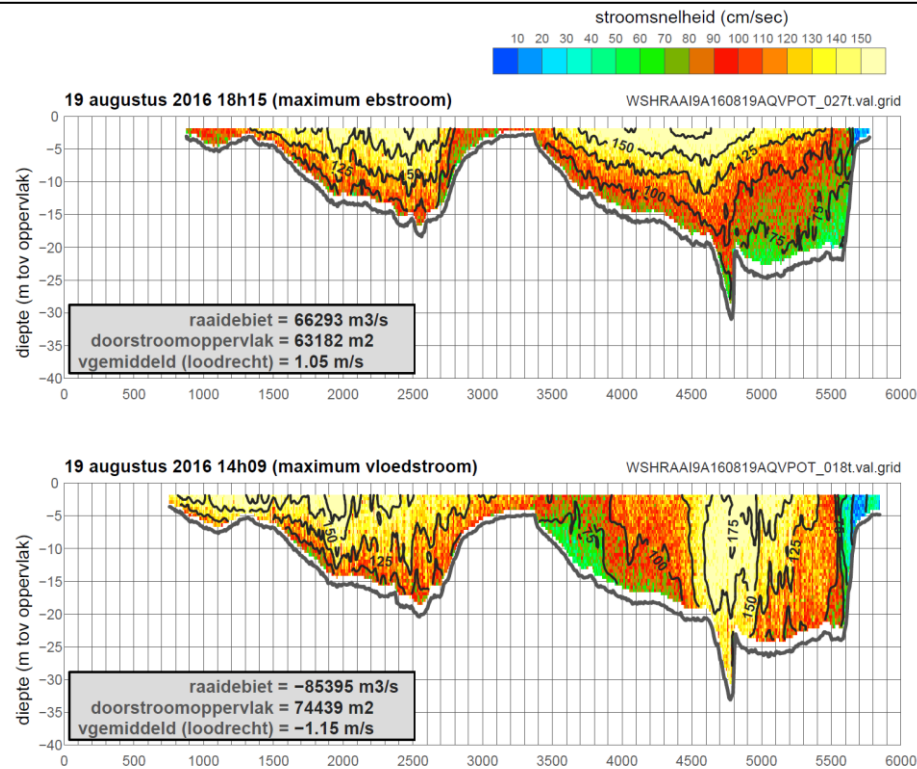 stroomsnelheid (cm/sec)
10 20 30 40 50 60 70 80 90 100 110 120 130 140 150
19 augustus 2016 18h15 (maximum ebstroom) WSHRAAI9A160819AQVPOT_027t.val.grid
0
−5
−10
−15
−20
−25
−30
−35
−40
diepte (m tov oppervlak)
125
50
150
125
100
75
75
raaidebiet = 66293 m3/s
doorstroomoppervlak = 63182 m2
vgemiddeld (loodrecht) = 1.05 m/s
0 500 1000 1500 2000 2500 3000 3500 4000 4500 5000 5500 6000
19 augustus 2016 14h09 (maximum vloedstroom) WSHRAAI9A160819AQVPOT_018t.val.grid
0
−5
−10
−15
−20
−25
−30
−35
−40
diepte (m tov oppervlak)
50
125
100
175
150
125
raaidebiet = −85395 m3/s
doorstroomoppervlak = 74439 m2
vgemiddeld (loodrecht) = −1.15 m/s
0 500 1000 1500 2000 2500 3000 3500 4000 4500 5000 5500 6000